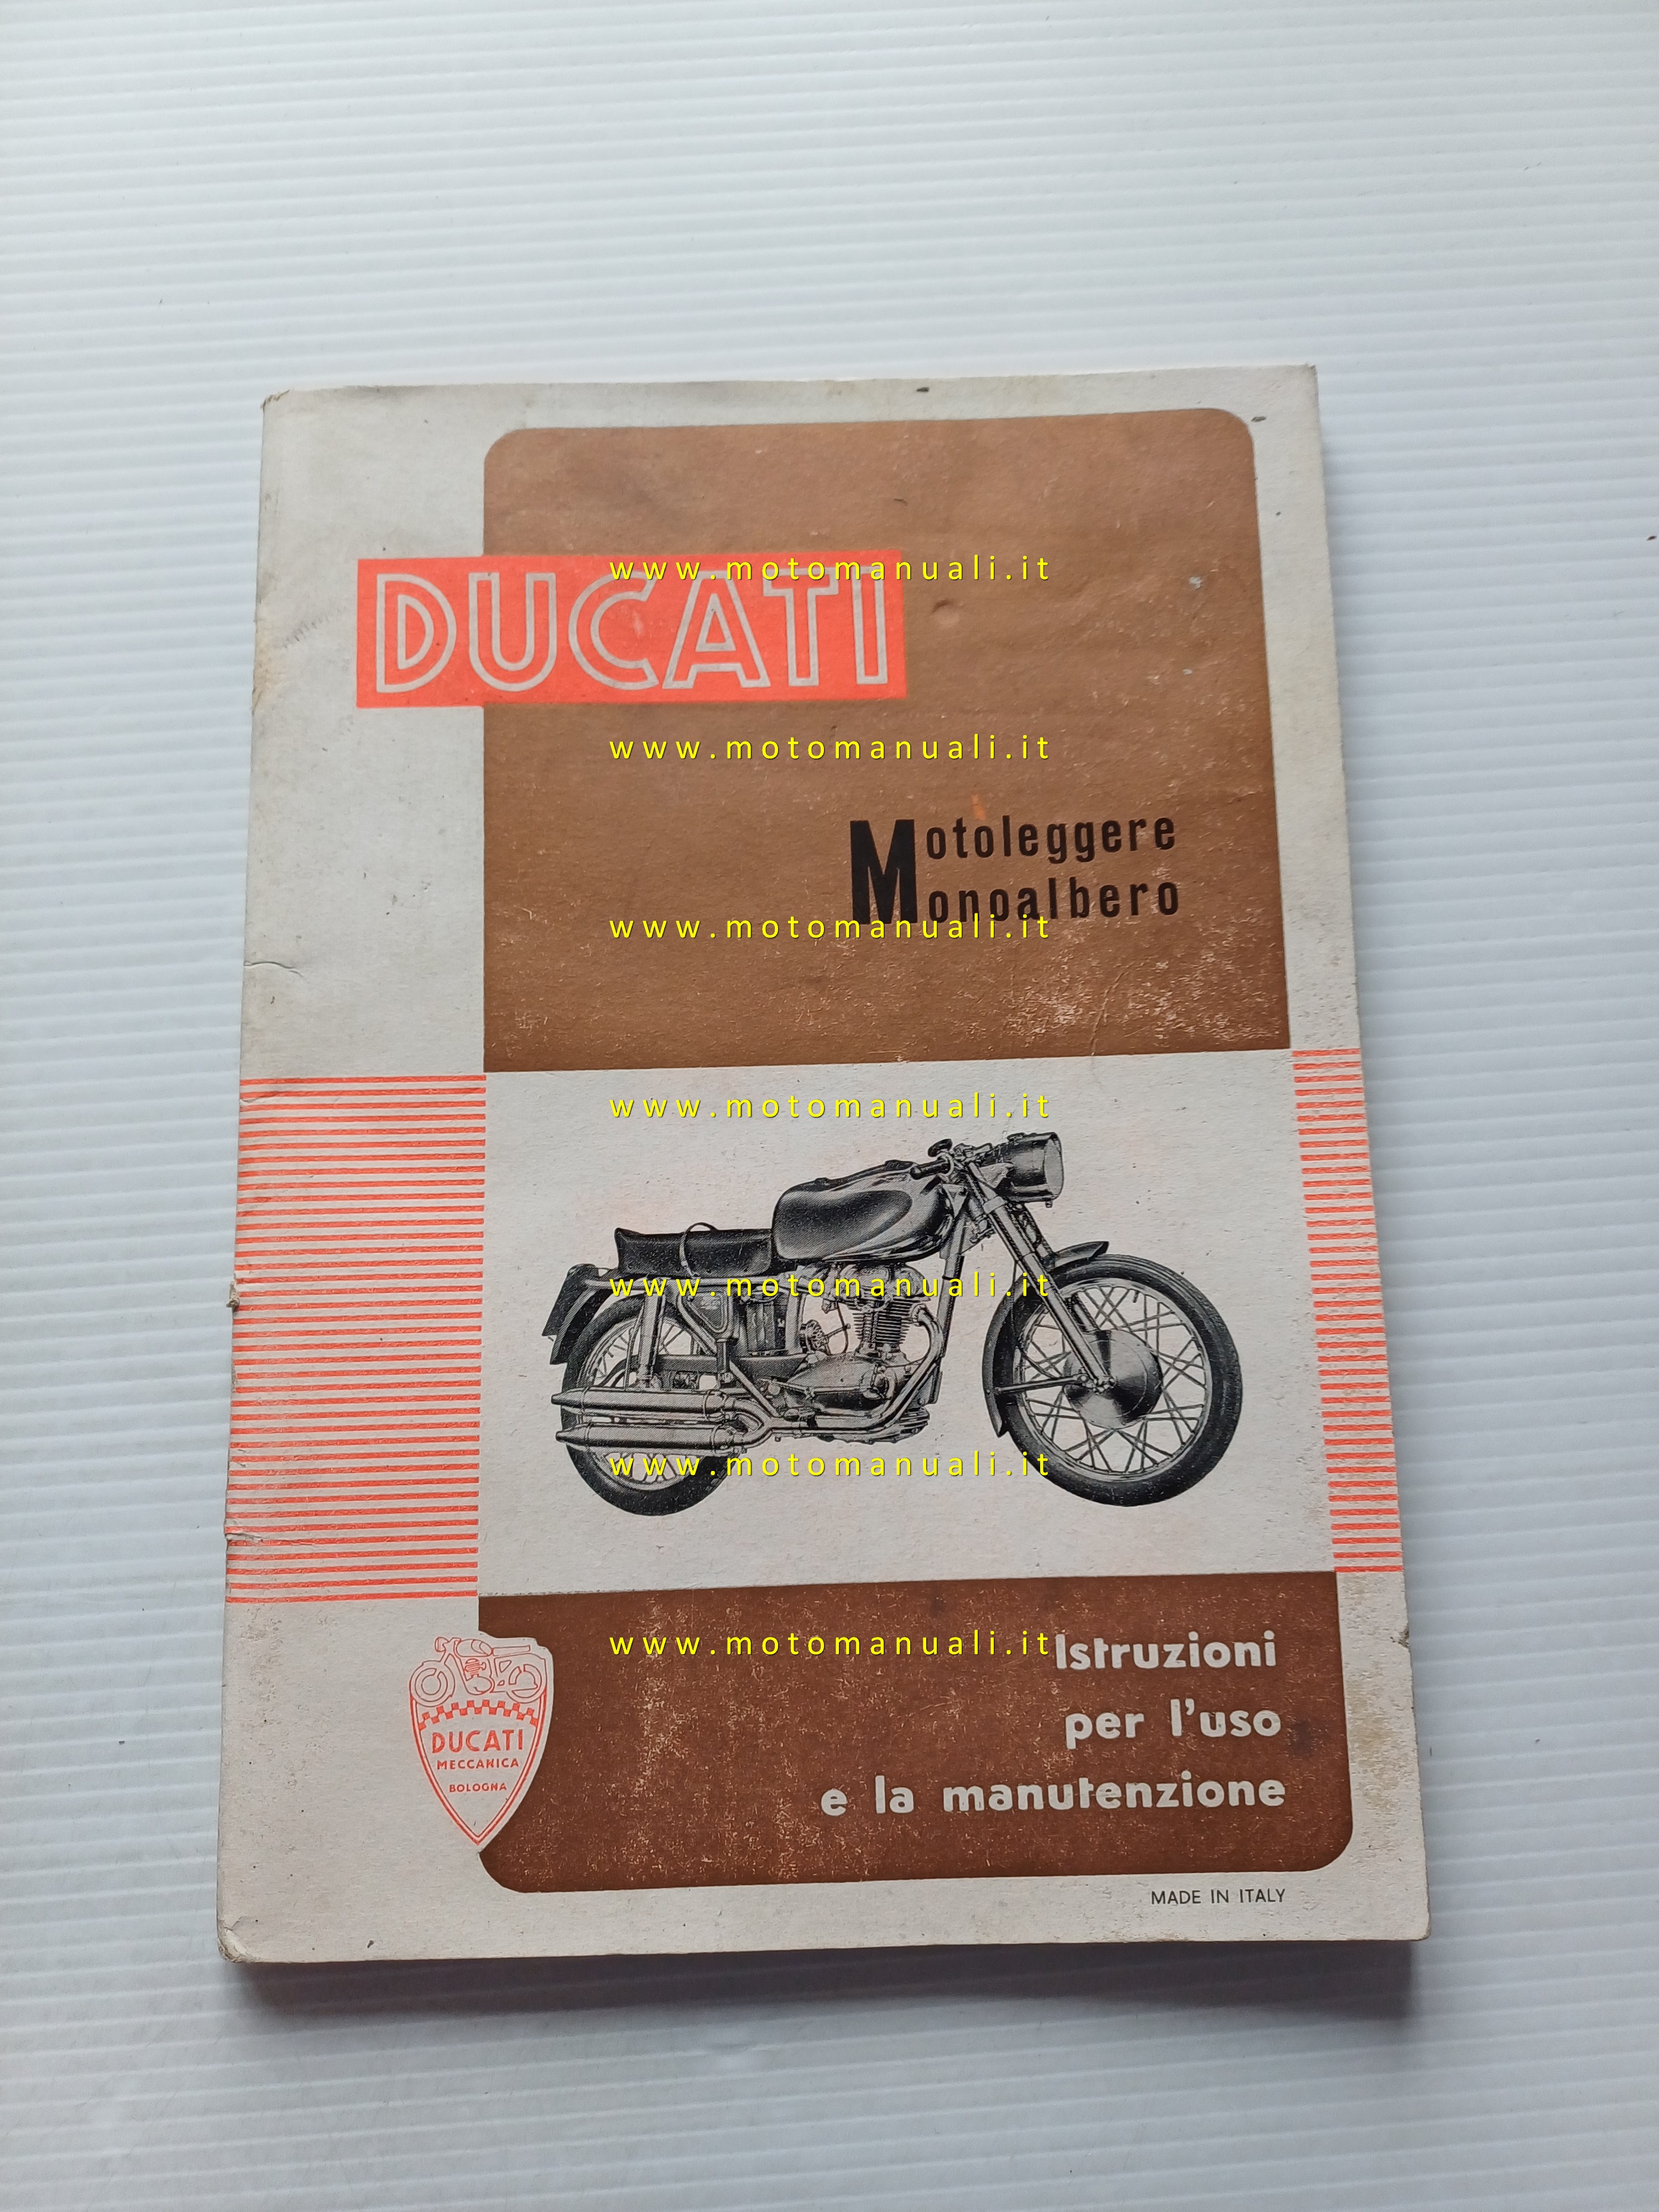 www.motomanuali.it
DUCATI
www.motomanuali.it
Motoleggere
Monoalbero
www.motomanuali.it
www.motomanuali.it
www.motomanuali.it
www.motomanuali.it
www.motomanuali.it
Istruzioni
per l'uso
e la manutenzione
DUCATI
MECCANICA
BOLOGNA
MADE IN ITALY